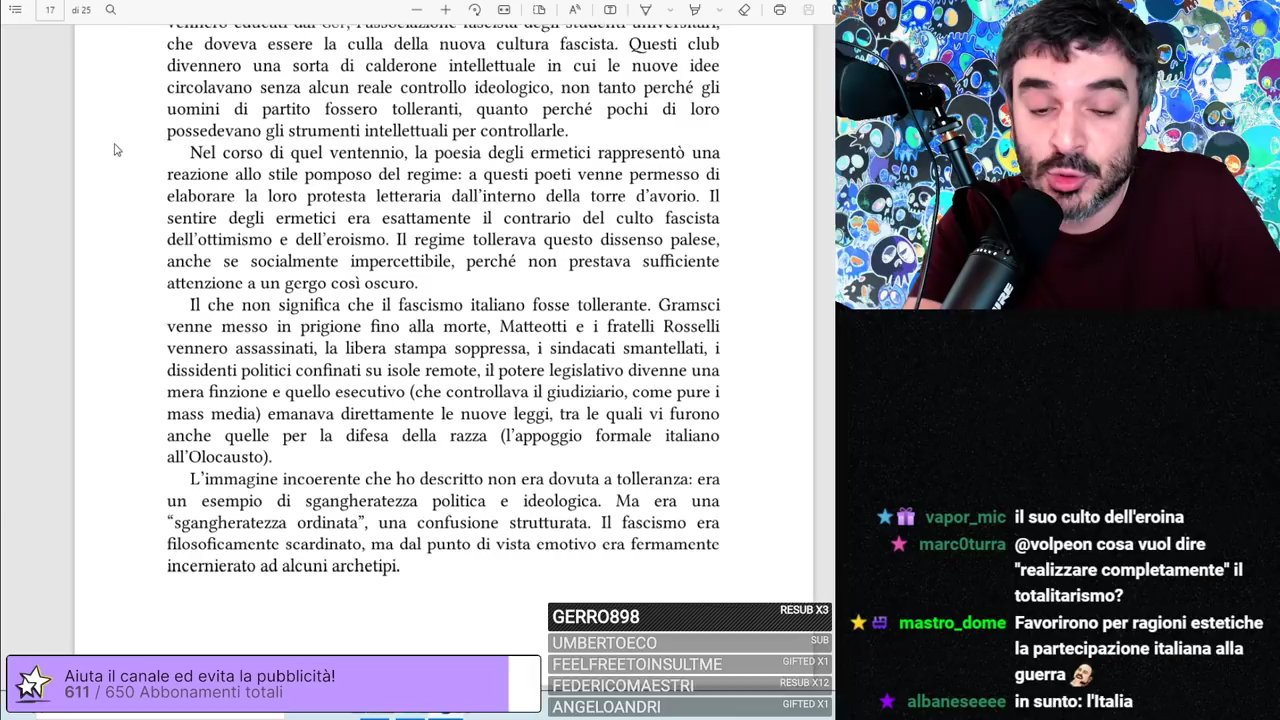 17
di 25
vennero educati dai GUF, l'associazione fascista degli studenti universitari,
che doveva essere la culla della nuova cultura fascista. Questi club
divennero una sorta di calderone intellettuale in cui le nuove idee
circolavano senza alcun reale controllo ideologico, non tanto perché gli
uomini di partito fossero tolleranti, quanto perché pochi di loro
possedevano gli strumenti intellettuali per controllarle.
Nel corso di quel ventennio, la poesia degli ermetici rappresentò una
reazione allo stile pomposo del regime: a questi poeti venne permesso di
elaborare la loro protesta letteraria dall'interno della torre d'avorio. Il
sentire degli ermetici era esattamente il contrario del culto fascista
dell'ottimismo e dell'eroismo. Il regime tollerava questo dissenso palese,
anche se socialmente impercettibile, perché non prestava sufficiente
attenzione a un gergo così oscuro.
Il che non significa che il fascismo italiano fosse tollerante. Gramsci
venne messo in prigione fino alla morte, Matteotti e i fratelli Rosselli
vennero assassinati, la libera stampa soppressa, i sindacati smantellati, i
dissidenti politici confinati su isole remote, il potere legislativo divenne una
mera finzione e quello esecutivo (che controllava il giudiziario, come pure i
mass media) emanava direttamente le nuove leggi, tra le quali vi furono
anche quelle per la difesa della razza (l'appoggio formale italiano
all'Olocausto).
L'immagine incoerente che ho descritto non era dovuta a tolleranza: era
un esempio di sgangheratezza politica e ideologica. Ma era una
“sgangheratezza ordinata”, una confusione strutturata. Il fascismo era
filosoficamente scardinato, ma dal punto di vista emotivo era fermamente
incernierato ad alcuni archetipi.
vapor_mic il suo culto dell'eroina
marc0turra @volpeon cosa vuol dire
"realizzare completamente" il
totalitarismo?
mastro_dome Favorirono per ragioni estetiche
la partecipazione italiana alla
guerra
albaneseeee in sunto: l'Italia
GERRO898 RESUB X3
UMBERTOECO SUB
FEELFREETOINSULTME GIFTED X1
FEDERICOMAESTRI RESUB X12
ANGELOANDRI GIFTED X1
Aiuta il canale ed evita la pubblicità!
611 / 650 Abbonamenti totali